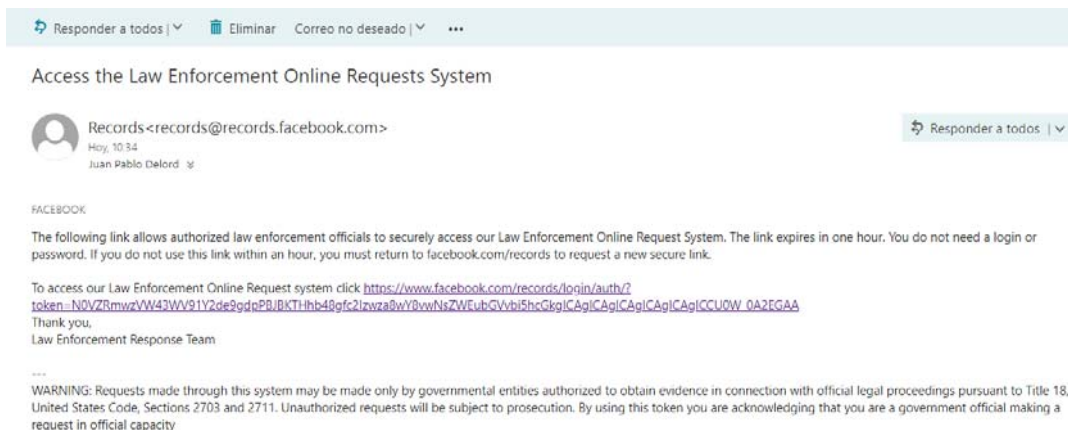 Responder a todos | Eliminar Correo no deseado | ...
Access the Law Enforcement Online Requests System
Records<records@records.facebook.com>
Responder a todos |
Hoy, 10:34
Juan Pablo Delord
FACEBOOK
The following link allows authorized law enforcement officials to securely access our Law Enforcement Online Request System. The link expires in one hour. You do not need a login or
password. If you do not use this link within an hour, you must return to facebook.com/records to request a new secure link.
To access our Law Enforcement Online Request system click https://www.facebook.com/records/login/auth/?
Thank you,
Law Enforcement Response Team
---
WARNING: Requests made through this system may be made only by governmental entities authorized to obtain evidence in connection with official legal proceedings pursuant to Title 18,
United States Code, Sections 2703 and 2711. Unauthorized requests will be subject to prosecution. By using this token you are acknowledging that you are a government official making a
request in official capacity